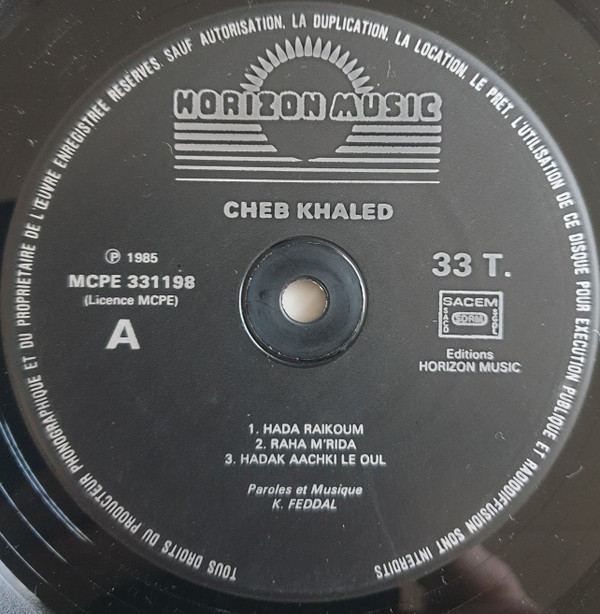 TOUS DROITS DU PRODUCTEUR PHONOGRAPHIQUE ET DU PROPRIETAIRE DE L'ŒUVRE ENREGISTREE RESERVES. SAUF AUTORISATION, LA DUPLICATION, LA LOCATION, LE PRET, L'UTILISATION DE CE DISQUE POUR EXECUTION PUBLIQUE ET RADIODIFFUSION SONT INTERDITS
HORIZON MUSIC
CHEB KHALED
℗ 1985
MCPE 331198
(Licence MCPE)
A
33 T.
SACEM
SACD
SDRM
SCPL
Editions
HORIZON MUSIC
1. HADA RAIKOUM
2. RAHA M'RIDA
3. HADAK AACHKI LE OUL
Paroles et Musique
K. FEDDAL